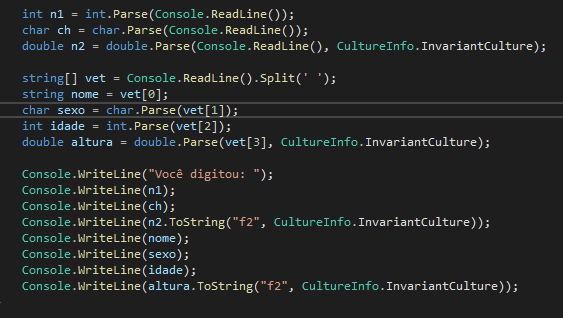 int n1 = int.Parse(Console.ReadLine());
char ch = char.Parse(Console.ReadLine());
double n2 = double.Parse(Console.ReadLine(), CultureInfo.InvariantCulture);
string[] vet = Console.ReadLine().Split(' ');
string nome = vet[0];
char sexo = char.Parse(vet[1]);
int idade = int.Parse(vet[2]);
double altura = double.Parse(vet[3], CultureInfo.InvariantCulture);
Console.WriteLine("Você digitou: ");
Console.WriteLine(n1);
Console.WriteLine(ch);
Console.WriteLine(n2.ToString("f2", CultureInfo.InvariantCulture));
Console.WriteLine(nome);
Console.WriteLine(sexo);
Console.WriteLine(idade);
Console.WriteLine(altura.ToString("f2", CultureInfo.InvariantCulture));